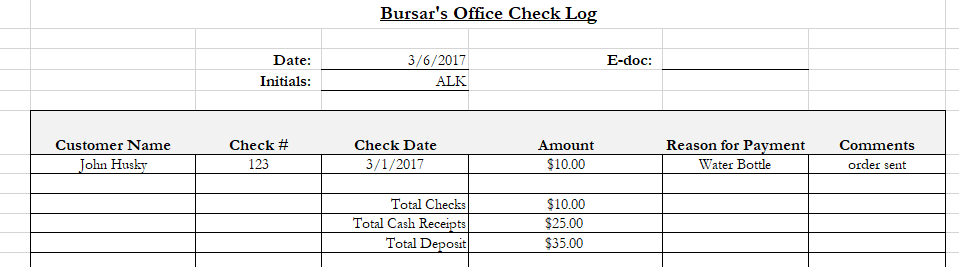 Bursar's Office Check Log
Date: 3/6/2017 E-doc:
Initials: ALK
Customer Name Check # Check Date Amount Reason for Payment Comments
John Husky 123 3/1/2017 $10.00 Water Bottle order sent
Total Checks $10.00
Total Cash Receipts $25.00
Total Deposit $35.00